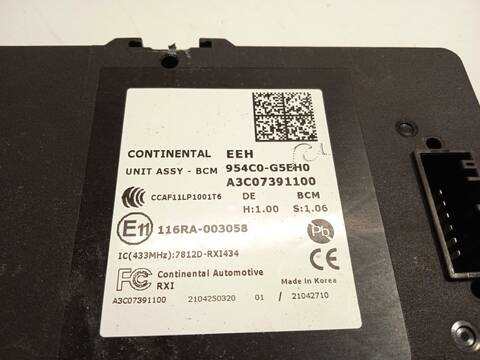 CONTINENTAL EEH
UNIT ASSY - BCM 954C0-G5EH0
A3C07391100
CCAF11LP1001T6 DE BCM
H:1.00 S:1.06
E11 116RA-003058 Pb
IC(433MHz):7812D-RXI434
FC Continental Automotive Made in Korea
RXI CE
A3C07391100 2104250320 01 / 21042710